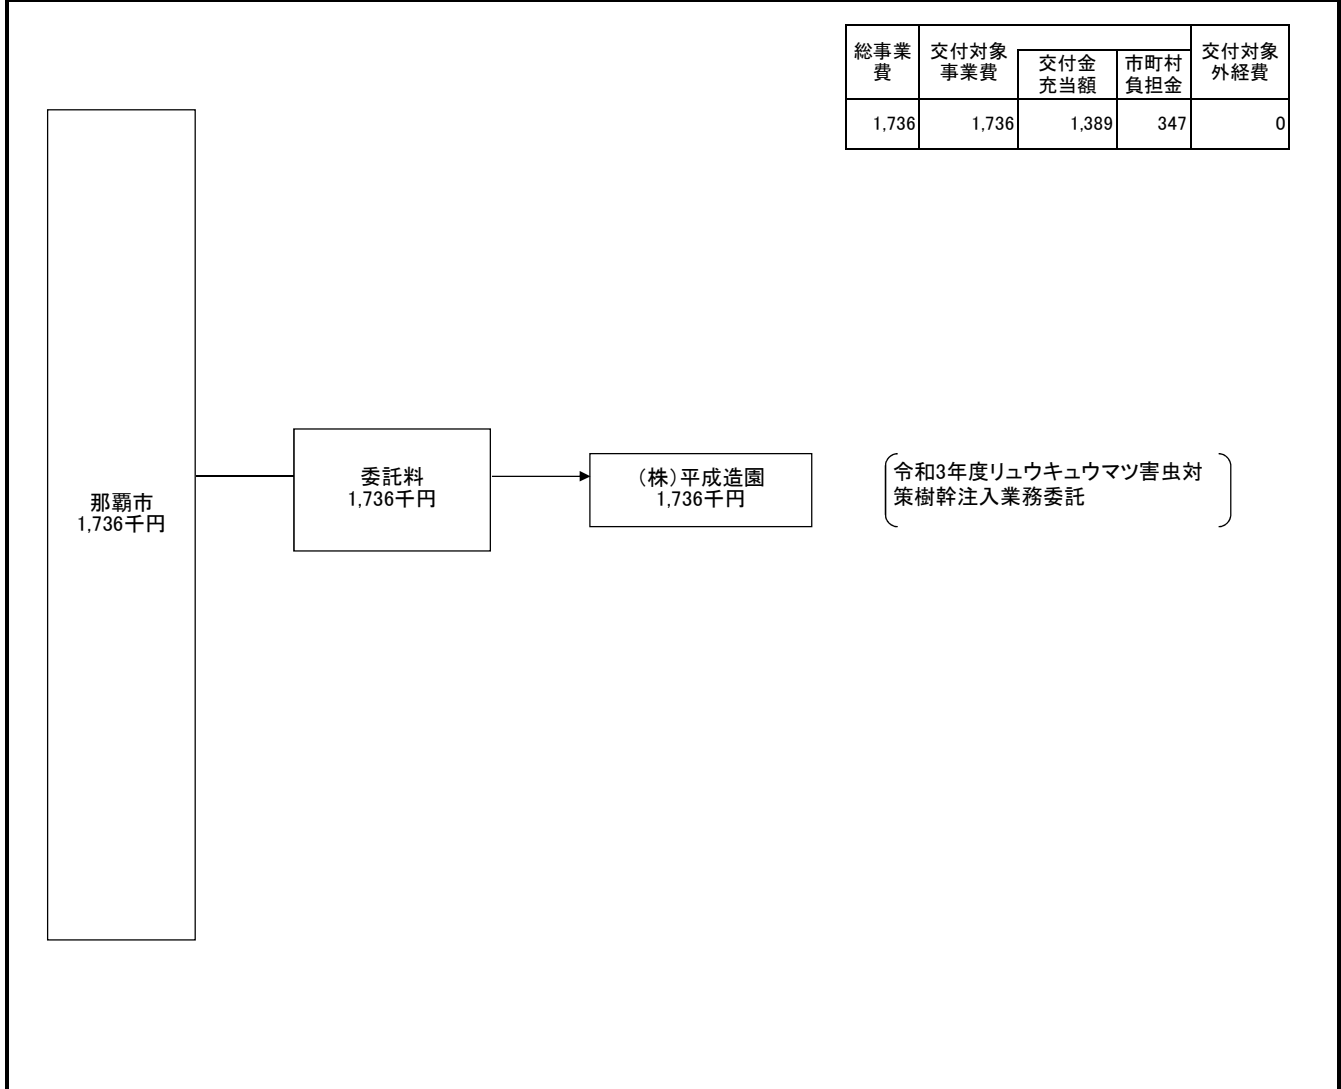 総事業
費
交付対象
事業費
交付金
充当額
市町村
負担金
交付対象
外経費
1,736
1,736
1,389
347
0
那覇市
1,736千円
委託料
1,736千円
（株）平成造園
1,736千円
令和3年度リュウキュウマツ害虫対
策樹幹注入業務委託